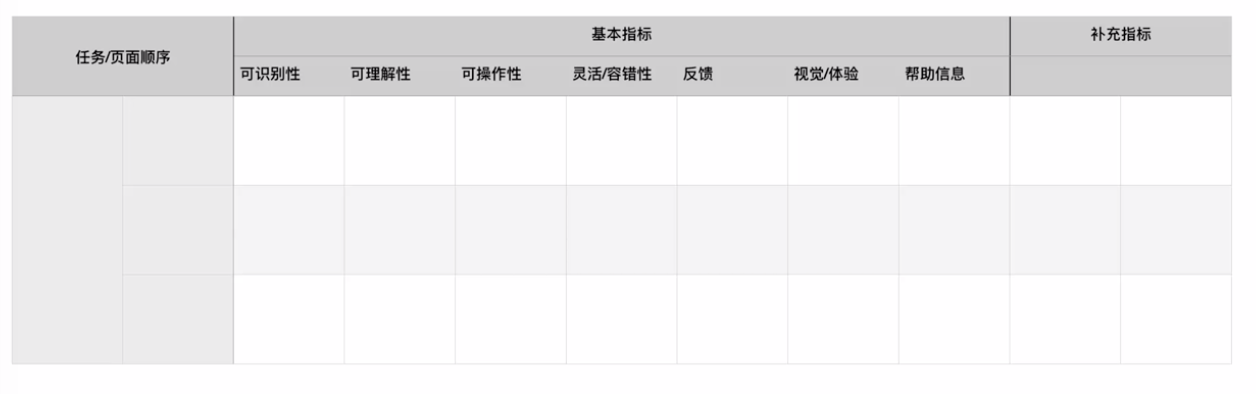 任务/页面顺序
基本指标
补充指标
可识别性 可理解性 可操作性 灵活/容错性 反馈 视觉/体验 帮助信息